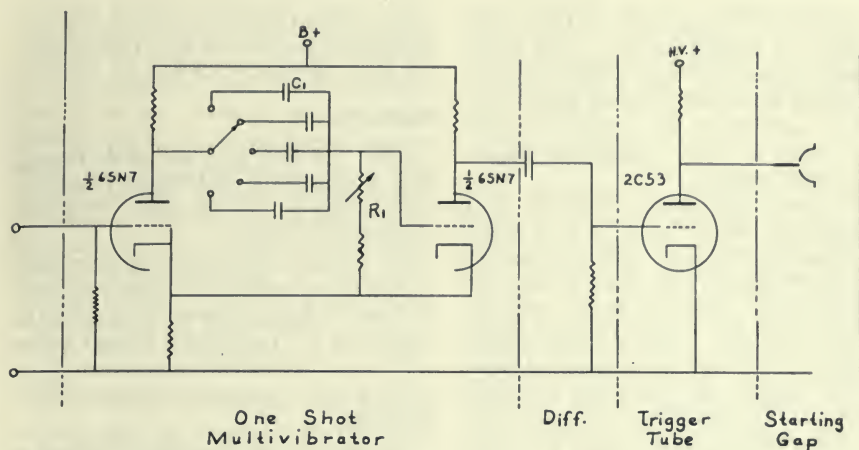 B+
H.V. +
C1
½ 6SN7
½ 6SN7
2C53
R1
One Shot
Multivibrator
Diff.
Trigger
Tube
Starting
Gap